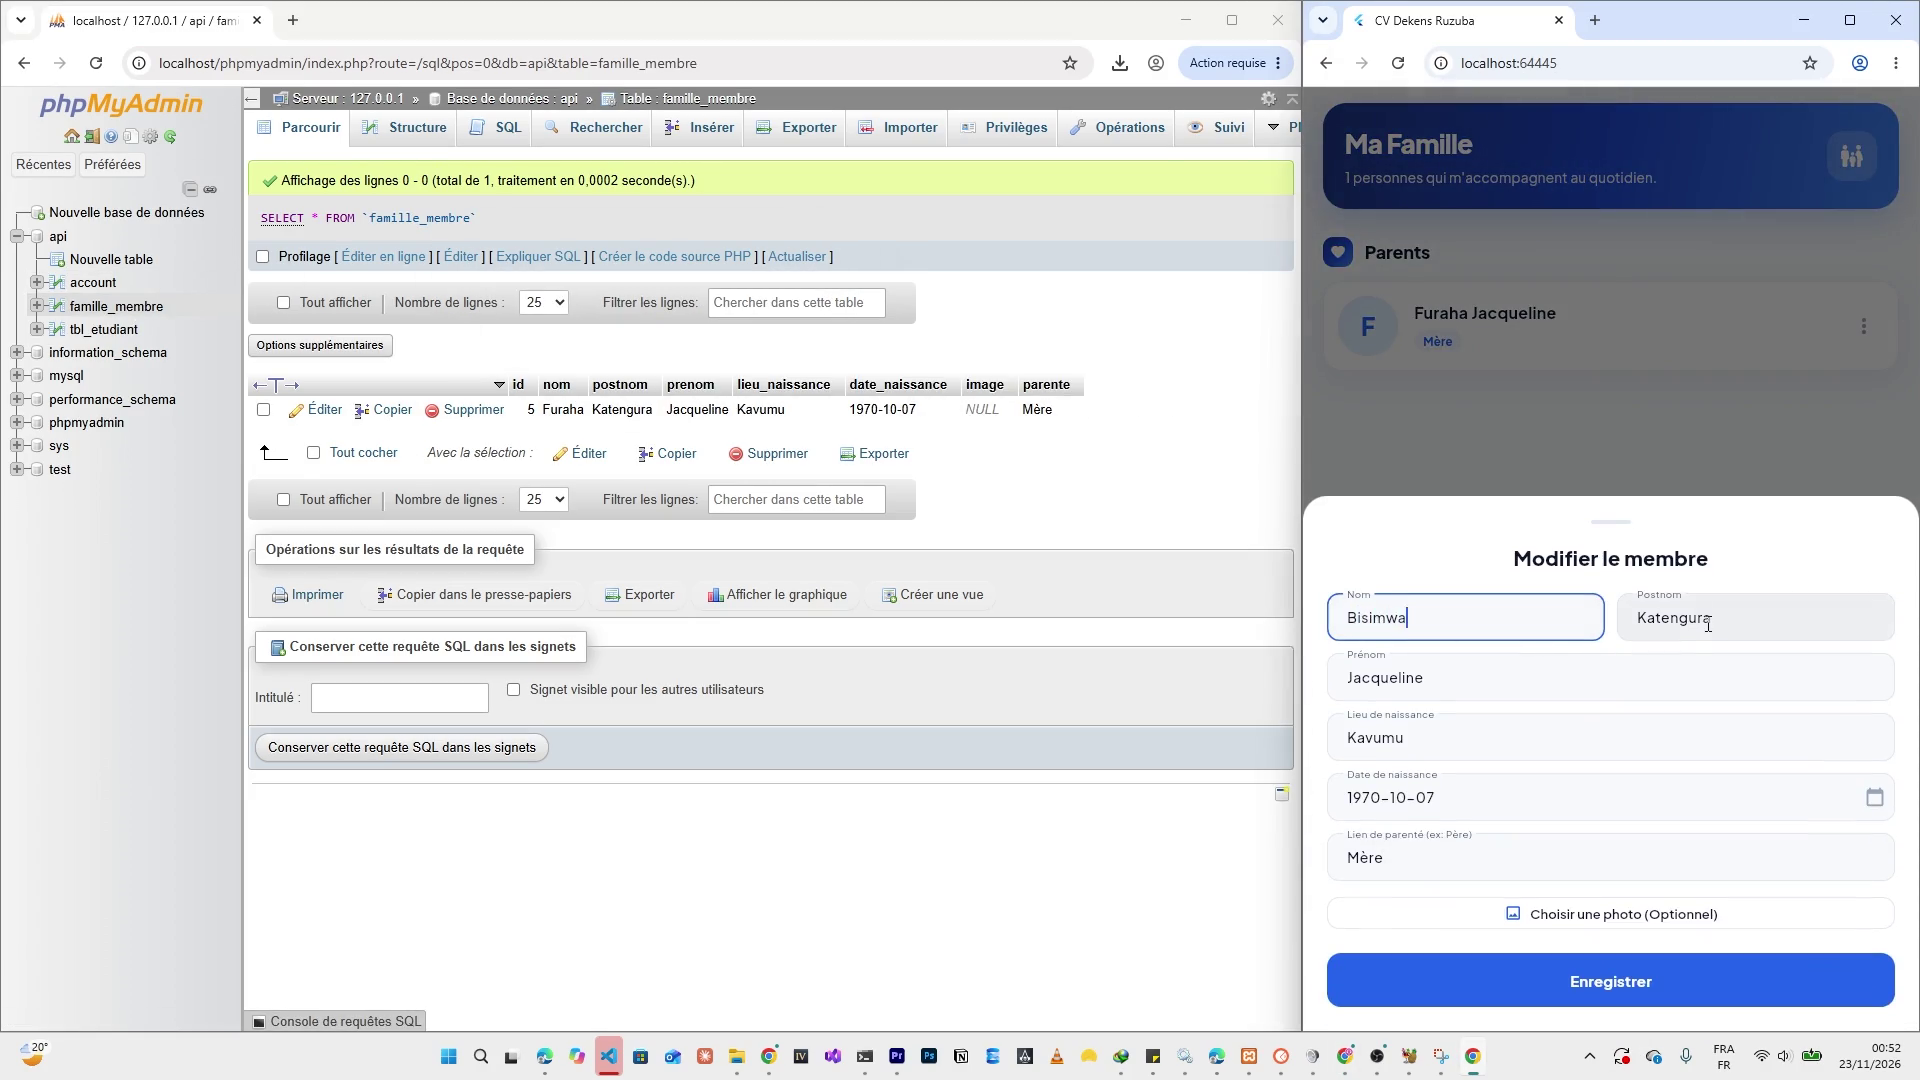 localhost / 127.0.0.1 / api / fam
localhost/phpmyadmin/index.php?route=/sql&pos=0&db=api&table=famille_membre
Action requise
phpMyAdmin
Récentes
Préférées
Nouvelle base de données
api
Nouvelle table
account
famille_membre
tbl_etudiant
information_schema
mysql
performance_schema
phpmyadmin
sys
test
Serveur : 127.0.0.1 » Base de données : api » Table : famille_membre
Parcourir Structure SQL Rechercher Insérer Exporter Importer Privilèges Opérations Suivi Pl
Affichage des lignes 0 - 0 (total de 1, traitement en 0,0002 seconde(s).)
SELECT * FROM `famille_membre`
Profilage [ Éditer en ligne ] [ Éditer ] [ Expliquer SQL ] [ Créer le code source PHP ] [ Actualiser ]
Tout afficher Nombre de lignes : 25 Filtrer les lignes: Chercher dans cette table
Options supplémentaires
id nom postnom prenom lieu_naissance date_naissance image parente
Éditer Copier Supprimer 5 Furaha Katengura Jacqueline Kavumu 1970-10-07 NULL Mère
Tout cocher Avec la sélection : Éditer Copier Supprimer Exporter
Tout afficher Nombre de lignes : 25 Filtrer les lignes: Chercher dans cette table
Opérations sur les résultats de la requête
Imprimer Copier dans le presse-papiers Exporter Afficher le graphique Créer une vue
Conserver cette requête SQL dans les signets
Intitulé : Signet visible pour les autres utilisateurs
Conserver cette requête SQL dans les signets
Console de requêtes SQL
CV Dekens Ruzuba
localhost:64445
Ma Famille
1 personnes qui m'accompagnent au quotidien.
Parents
F
Furaha Jacqueline
Mère
Modifier le membre
Nom
Bisimwa
Postnom
Katengura
Prénom
Jacqueline
Lieu de naissance
Kavumu
Date de naissance
1970-10-07
Lien de parenté (ex: Père)
Mère
Choisir une photo (Optionnel)
Enregistrer
20°
FRA
FR
00:52
23/11/2026